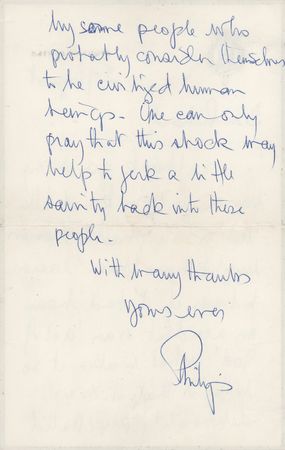 by some people who
probably consider themselves
to be civilized human
beings. One can only
pray that this shock may
help to jerk a little
sanity back into these
people.
With many thanks
Yours ever
Philip